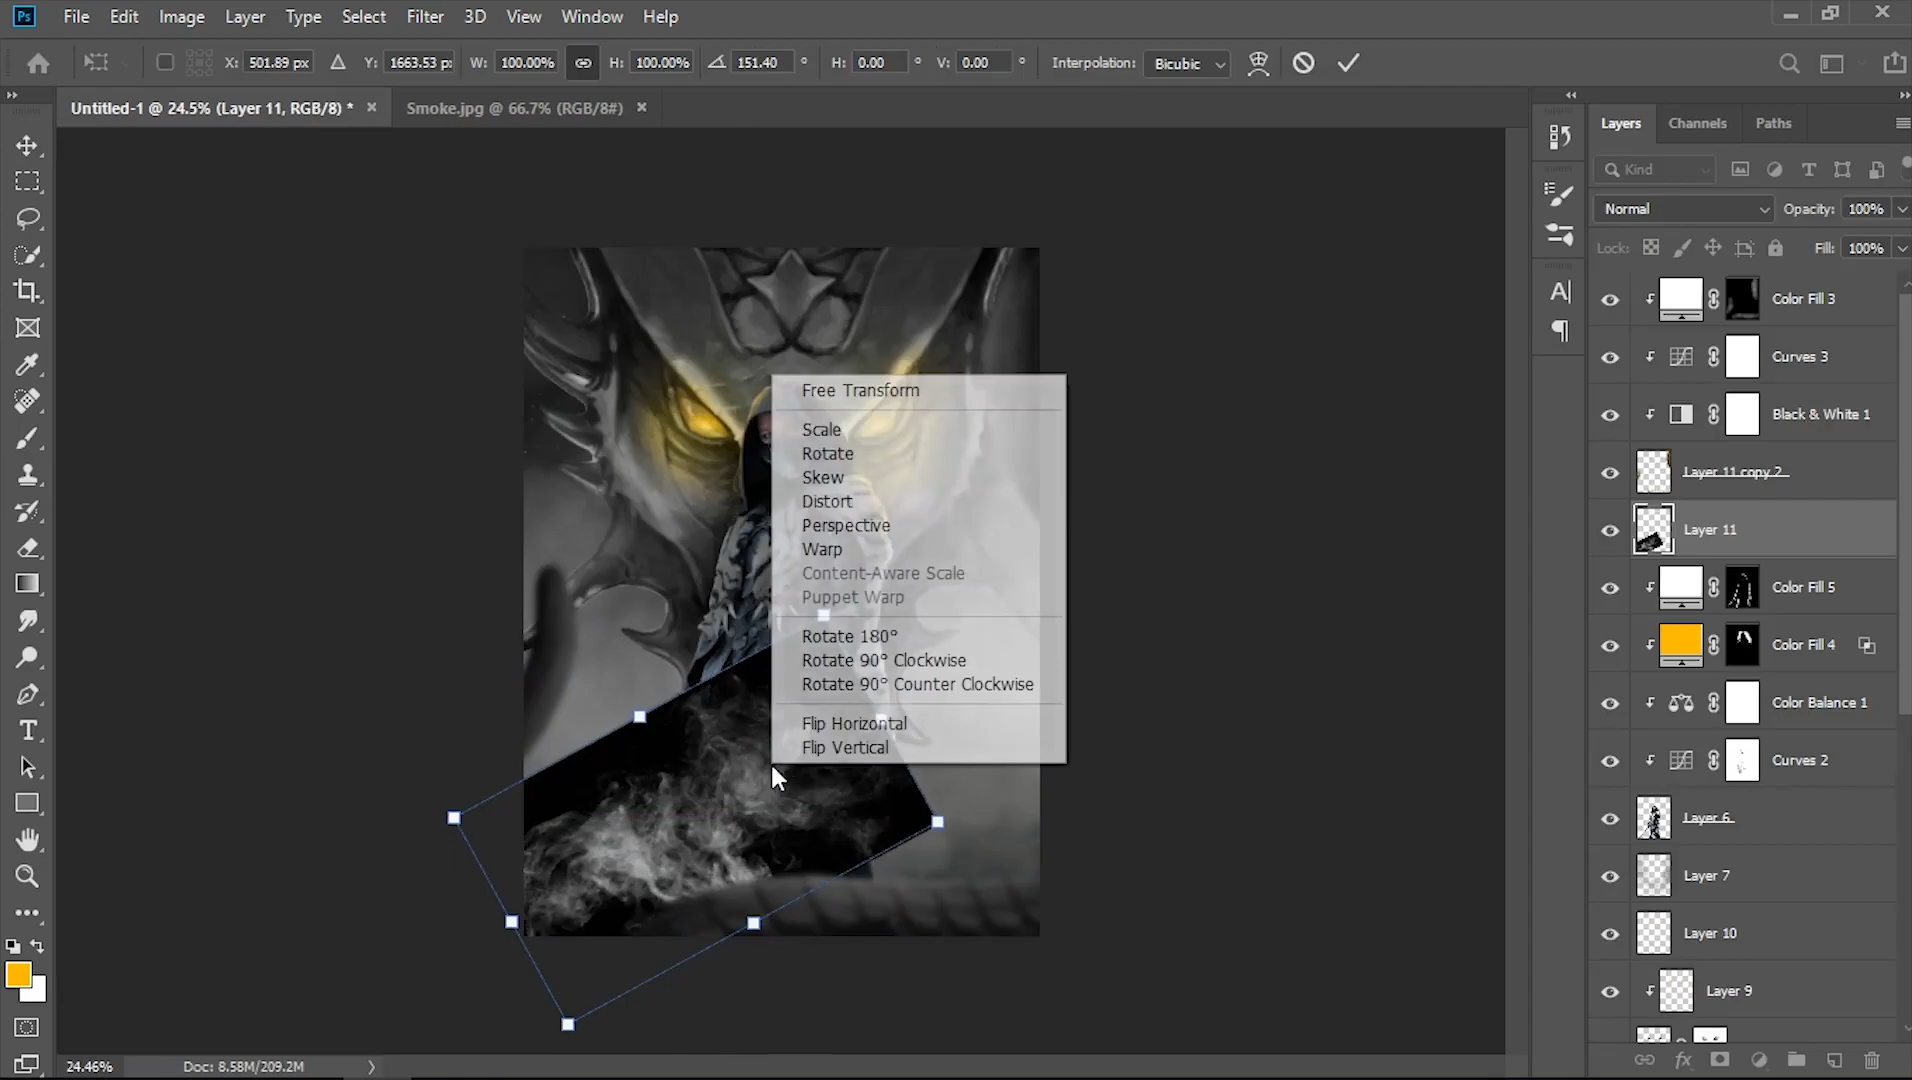 Ps File Edit Image Layer Type Select Filter 3D View Window Help
X: 501.89 px Y: 1663.53 px W: 100.00% H: 100.00% 151.40 ° H: 0.00 ° V: 0.00 ° Interpolation: Bicubic
Untitled-1 @ 24.5% (Layer 11, RGB/8) * Smoke.jpg @ 66.7% (RGB/8#)
Layers Channels Paths
Kind
Normal Opacity: 100%
Lock: Fill: 100%
Color Fill 3
Curves 3
Black & White 1
Layer 11 copy 2
Layer 11
Color Fill 5
Color Fill 4
Color Balance 1
Curves 2
Layer 6
Layer 7
Layer 10
Layer 9
Free Transform
Scale
Rotate
Skew
Distort
Perspective
Warp
Content-Aware Scale
Puppet Warp
Rotate 180°
Rotate 90° Clockwise
Rotate 90° Counter Clockwise
Flip Horizontal
Flip Vertical
24.46% Doc: 8.58M/209.2M